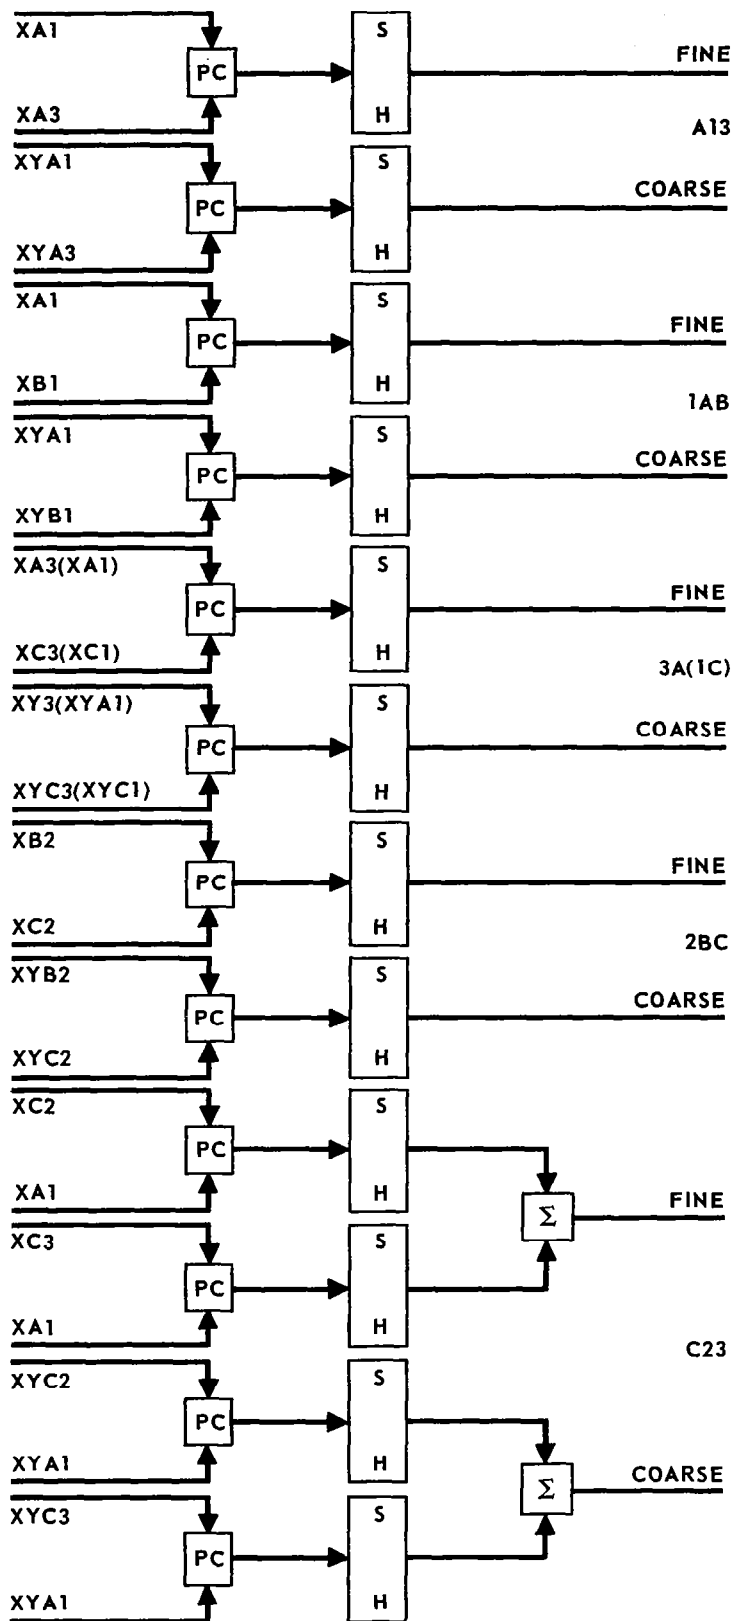 XA1
S
FINE
PC
XA3
H
A13
XYA1
S
COARSE
PC
XYA3
H
XA1
S
FINE
PC
XB1
H
1AB
XYA1
S
COARSE
PC
XYB1
H
XA3(XA1)
S
FINE
PC
XC3(XC1)
H
3A(1C)
XY3(XYA1)
S
COARSE
PC
XYC3(XYC1)
H
XB2
S
FINE
PC
XC2
H
2BC
XYB2
S
COARSE
PC
XYC2
H
XC2
S
PC
XA1
H
FINE
Σ
XC3
S
PC
XA1
H
C23
XYC2
S
PC
XYA1
H
COARSE
Σ
XYC3
S
PC
XYA1
H